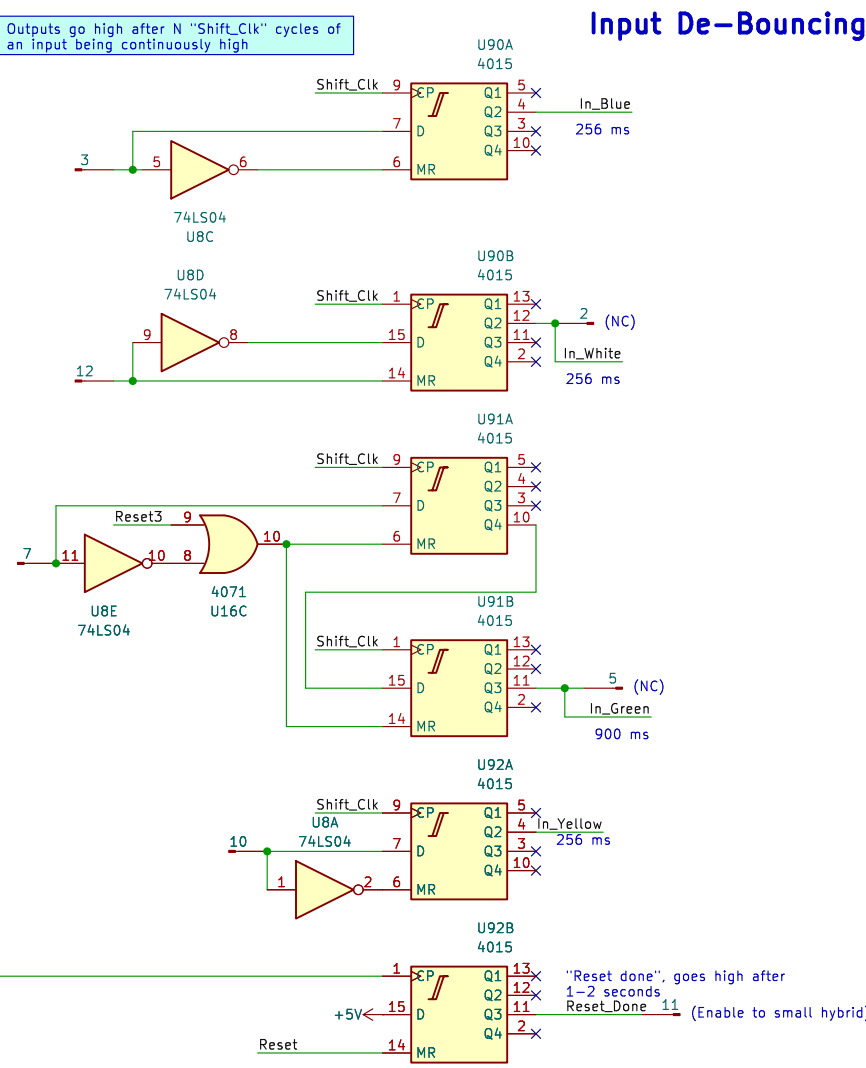 Input De-Bouncing
Outputs go high after N "Shift_Clk" cycles of
an input being continuously high
U90A
4015
Shift_Clk 9 CP Q1 5
Q2 4 In_Blue
7 D Q3 3 256 ms
Q4 10
3 5 6 6 MR
74LS04
U8C
U90B
4015
U8D
74LS04
Shift_Clk 1 CP Q1 13
Q2 12 2 (NC)
9 8 15 D Q3 11
Q4 2 In_White
12 14 MR 256 ms
U91A
4015
Shift_Clk 9 CP Q1 5
Q2 4
7 D Q3 3
Reset3 9 Q4 10
10 6 MR
7 11 10 8
4071
U16C
U8E
74LS04
U91B
4015
Shift_Clk 1 CP Q1 13
Q2 12
15 D Q3 11 5 (NC)
Q4 2 In_Green
14 MR 900 ms
U92A
4015
Shift_Clk 9 CP Q1 5
U8A
74LS04
Q2 4 In_Yellow
10 7 D Q3 3 256 ms
Q4 10
1 2 6 MR
U92B
4015
1 CP Q1 13 "Reset done", goes high after
Q2 12 1-2 seconds
+5V 15 D Q3 11 Reset_Done 11 (Enable to small hybrid)
Q4 2
Reset 14 MR